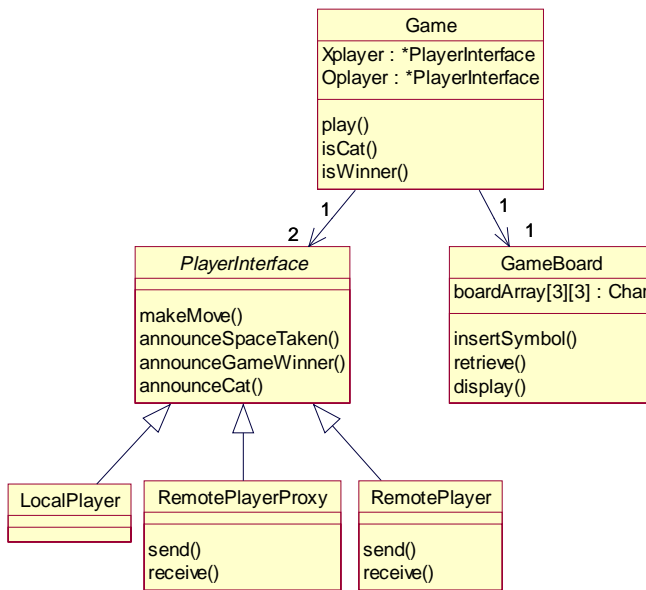 Game
Xplayer : *PlayerInterface
Oplayer : *PlayerInterface
play()
isCat()
isWinner()
1
2
1
1
PlayerInterface
makeMove()
announceSpaceTaken()
announceGameWinner()
announceCat()
GameBoard
boardArray[3][3] : Char
insertSymbol()
retrieve()
display()
LocalPlayer
RemotePlayerProxy
send()
receive()
RemotePlayer
send()
receive()